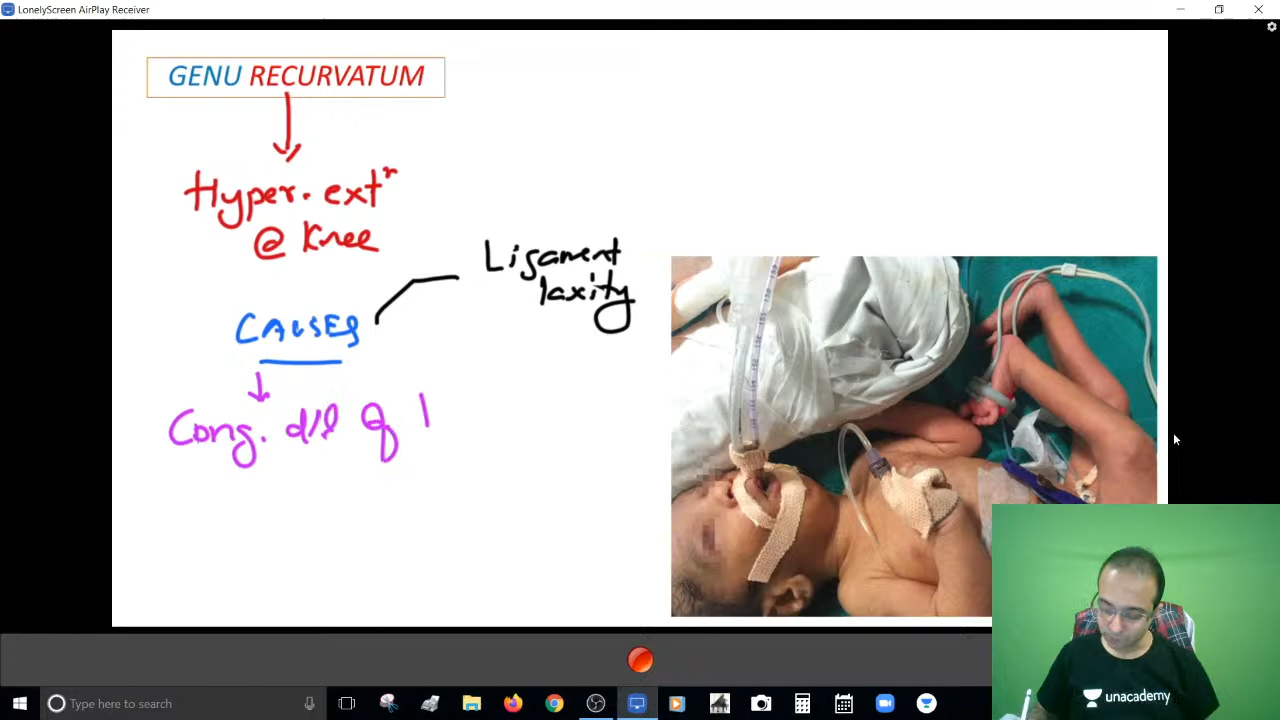 LonelyScreen AirPlay Receiver
GENU RECURVATUM
Hyper. extⁿ
@ Knee
Ligament
laxity
CAUSES
Cong. d/l of
unacademy
Type here to search